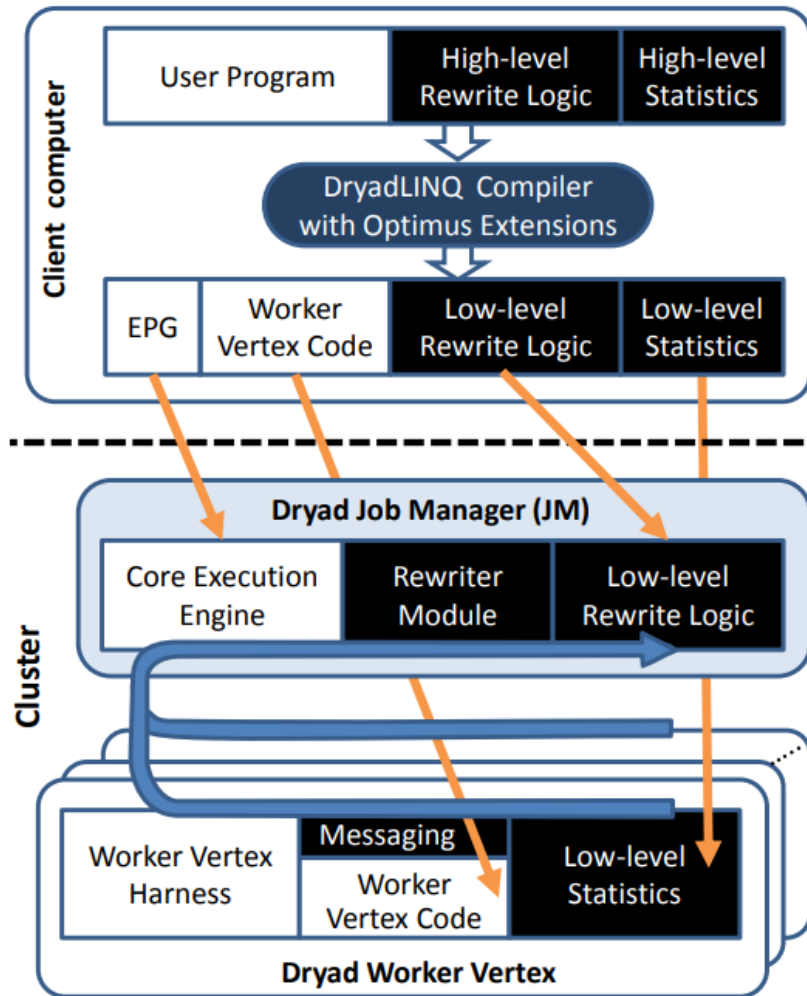 Client computer
User Program
High-level
Rewrite Logic
High-level
Statistics
DryadLINQ Compiler
with Optimus Extensions
EPG
Worker
Vertex Code
Low-level
Rewrite Logic
Low-level
Statistics
Cluster
Dryad Job Manager (JM)
Core Execution
Engine
Rewriter
Module
Low-level
Rewrite Logic
Worker Vertex
Harness
Messaging
Worker
Vertex Code
Low-level
Statistics
Dryad Worker Vertex